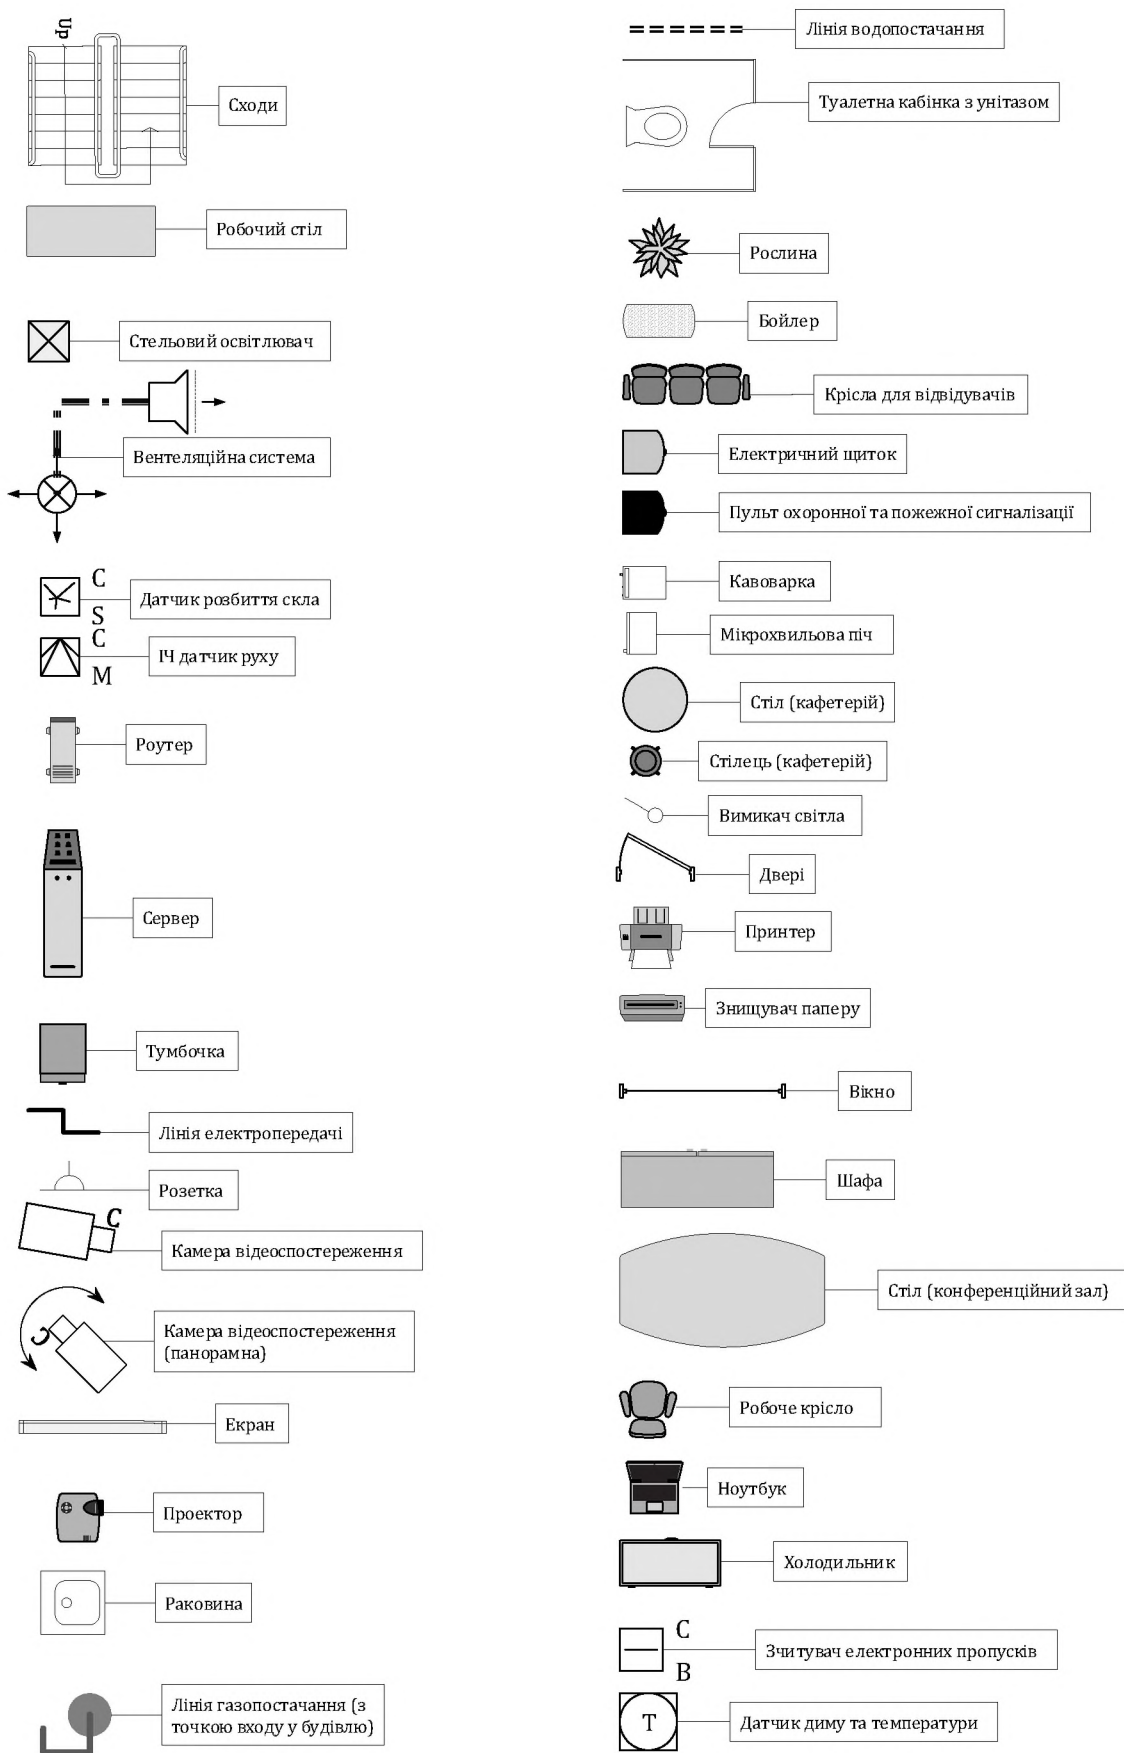 Up
Сходи
Робочий стіл
Стельовий освітлювач
Вентеляційна система
C
S
Датчик розбиття скла
C
M
ІЧ датчик руху
Роутер
Сервер
Тумбочка
Лінія електропередачі
Розетка
C
Камера відеоспостереження
C
Камера відеоспостереження
(панорамна)
Екран
Проектор
Раковина
Лінія газопостачання (з
точкою входу у будівлю)
Лінія водопостачання
Туалетна кабінка з унітазом
Рослина
Бойлер
Крісла для відвідувачів
Електричний щиток
Пульт охоронної та пожежної сигналізації
Кавоварка
Мікрохвильова піч
Стіл (кафетерій)
Стілець (кафетерій)
Вимикач світла
Двері
Принтер
Знищувач паперу
Вікно
Шафа
Стіл (конференційний зал)
Робоче крісло
Ноутбук
Холодильник
C
B
Зчитувач електронних пропусків
T
Датчик диму та температури